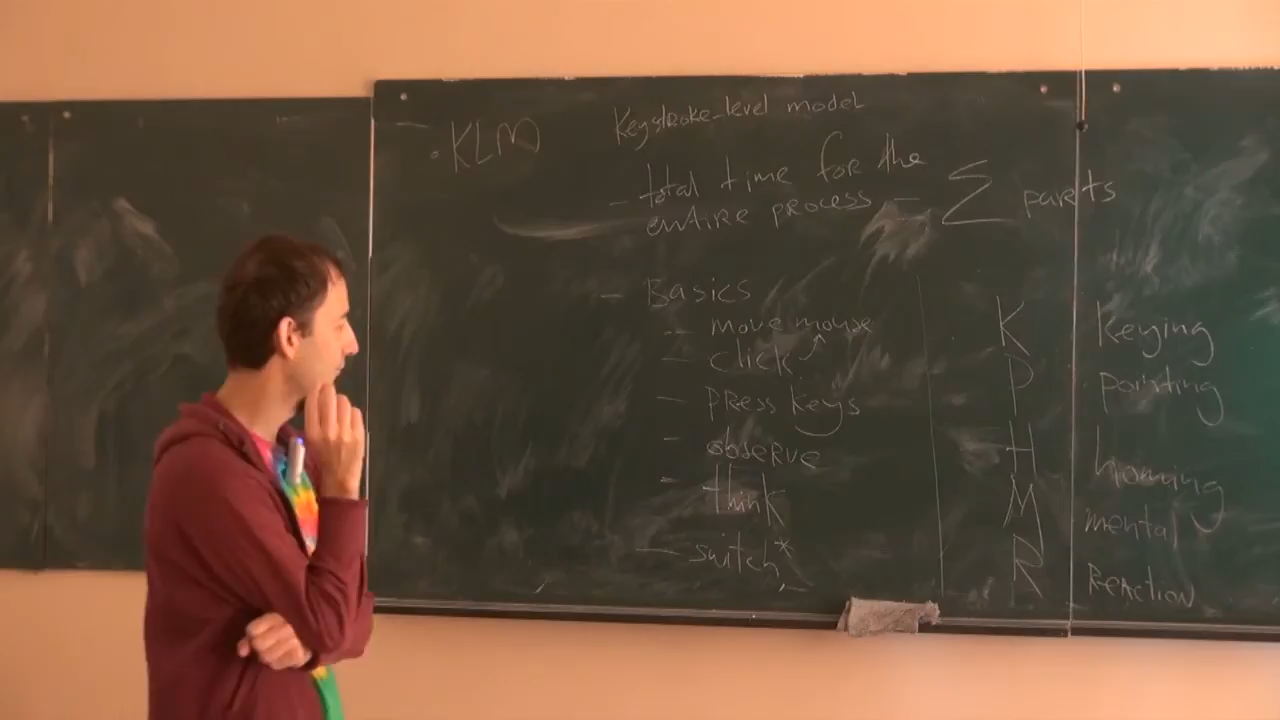 . KLM
Keystroke-level model
- total time for the
entire process - Σ parts
- Basics
- move mouse
- click
- press keys
- observe
- think
- switch*
K Keying
P pointing
H homing
M mental
R Reaction